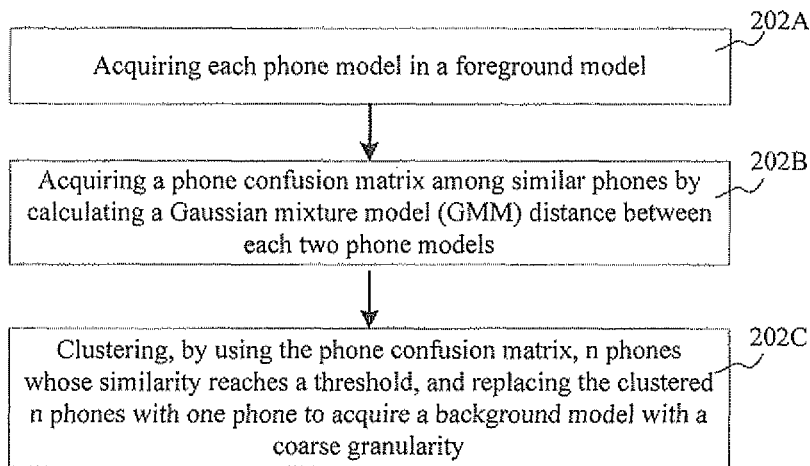 202A
Acquiring each phone model in a foreground model
202B
Acquiring a phone confusion matrix among similar phones by
calculating a Gaussian mixture model (GMM) distance between
each two phone models
202C
Clustering, by using the phone confusion matrix, n phones
whose similarity reaches a threshold, and replacing the clustered
n phones with one phone to acquire a background model with a
coarse granularity